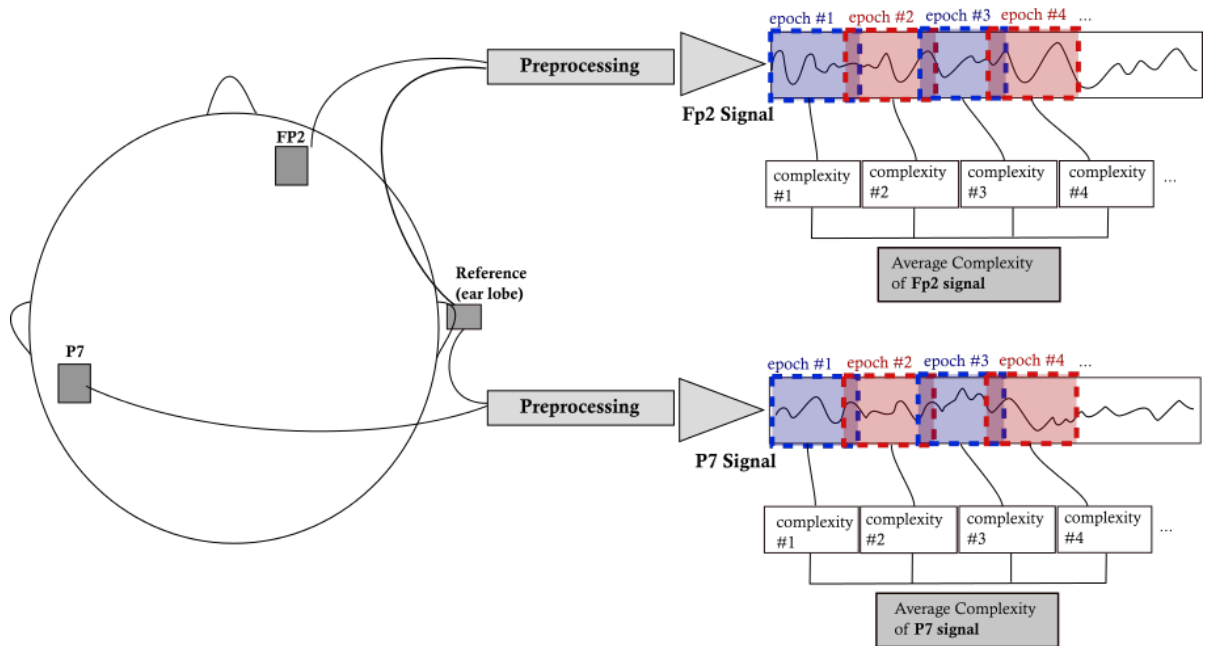 epoch #1 epoch #2 epoch #3 epoch #4 ...
Preprocessing
Fp2 Signal
FP2
complexity
#1
complexity
#2
complexity
#3
complexity
#4
...
Average Complexity
of Fp2 signal
Reference
(ear lobe)
P7
epoch #1 epoch #2 epoch #3 epoch #4 ...
Preprocessing
P7 Signal
complexity
#1
complexity
#2
complexity
#3
complexity
#4
...
Average Complexity
of P7 signal